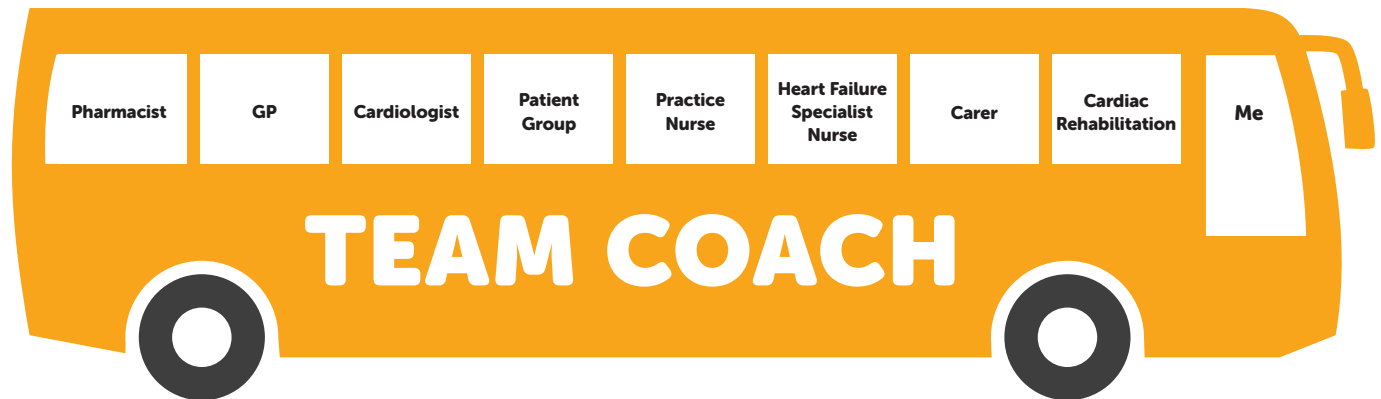 Pharmacist
GP
Cardiologist
Patient
Group
Practice
Nurse
Heart Failure
Specialist
Nurse
Carer
Cardiac
Rehabilitation
Me
TEAM COACH